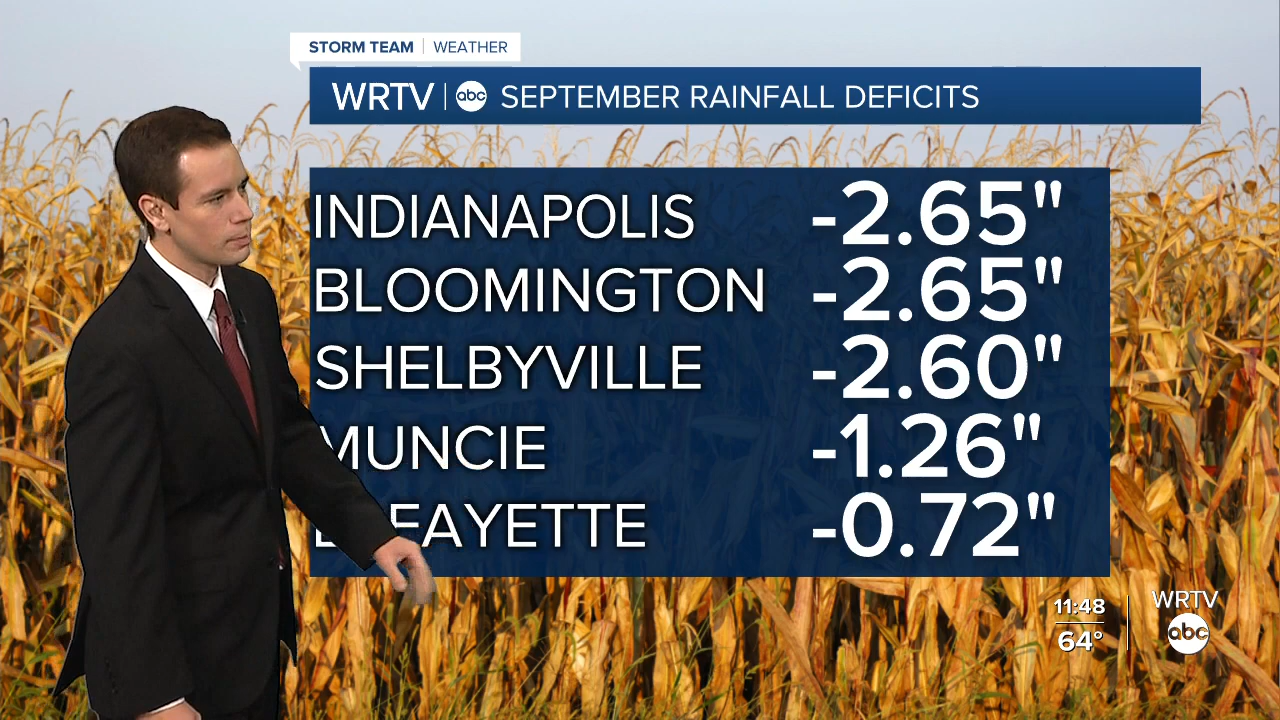 STORM TEAM | WEATHER
WRTV | abc SEPTEMBER RAINFALL DEFICITS
INDIANAPOLIS -2.65"
BLOOMINGTON -2.65"
SHELBYVILLE -2.60"
MUNCIE -1.26"
LAFAYETTE -0.72"
11:48
64°
WRTV
abc